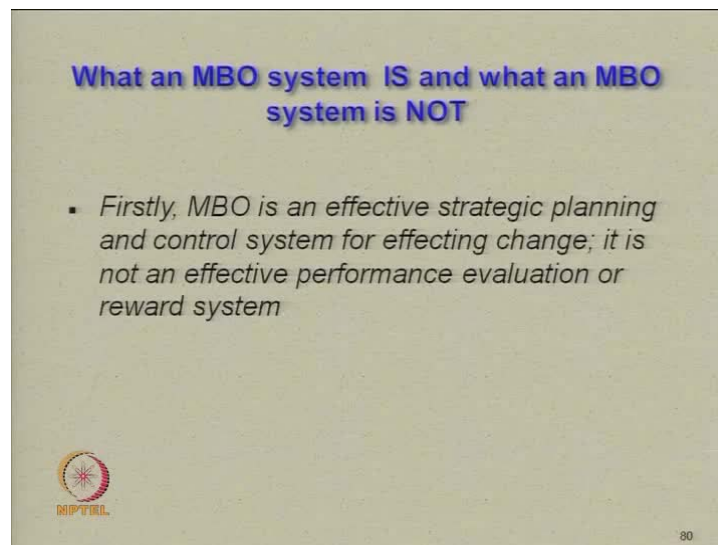 What an MBO system IS and what an MBO
system is NOT
▪ Firstly, MBO is an effective strategic planning
and control system for effecting change; it is
not an effective performance evaluation or
reward system
NPTEL
80